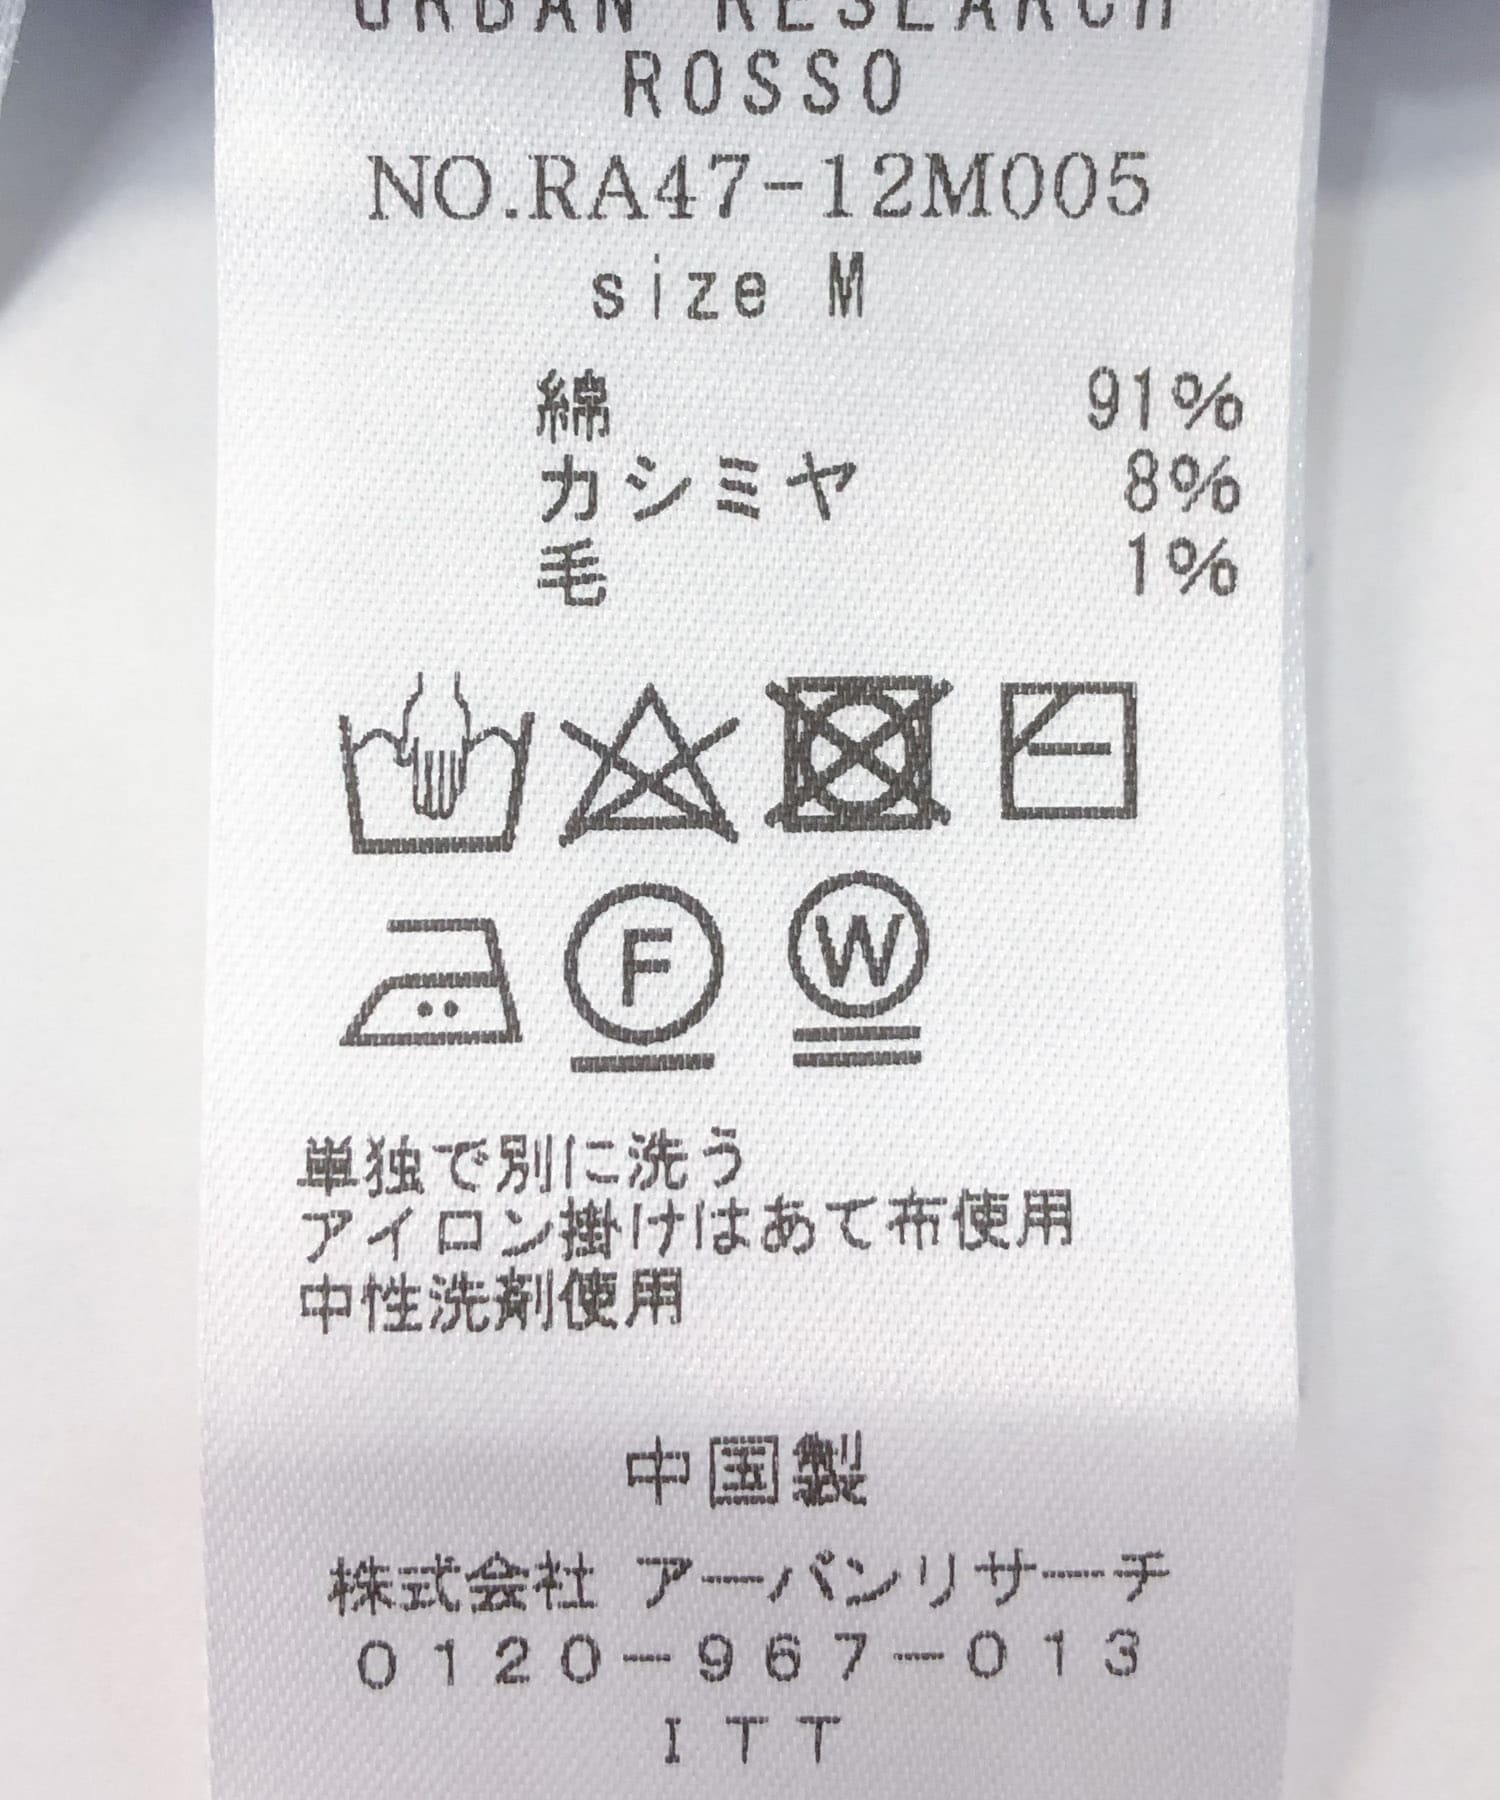 URBAN RESEARCH
ROSSO
NO.RA47-12M005
size M
綿 91%
カシミヤ 8%
毛 1%
F W
単独で別に洗う
アイロン掛けはあて布使用
中性洗剤使用
中国製
株式会社 アーバンリサーチ
0120-967-013
ITT